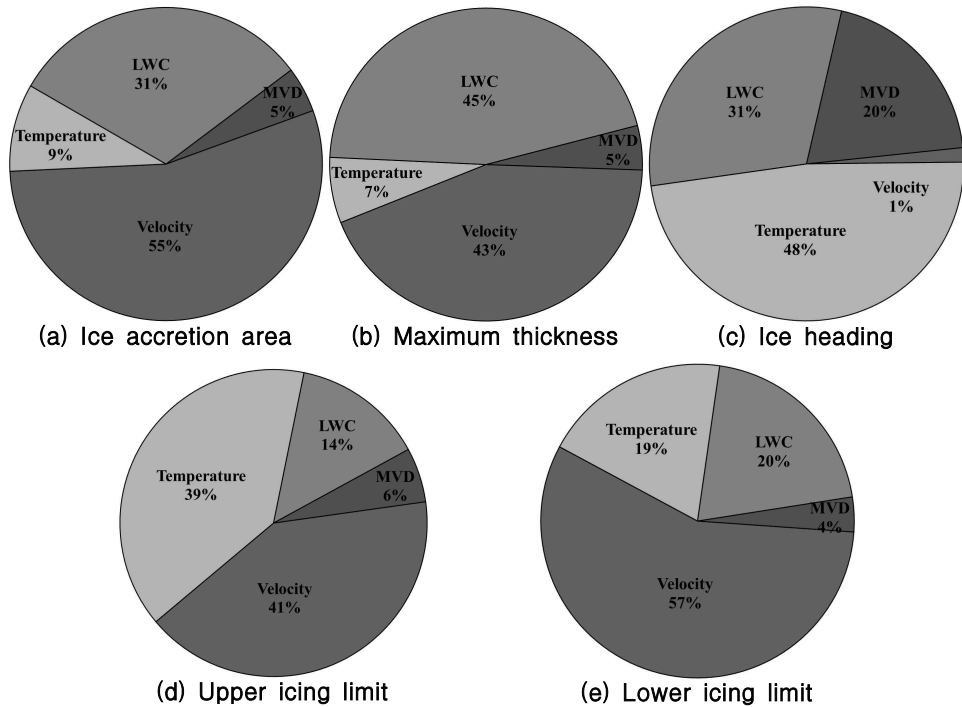 LWC
31%
MVD
5%
Temperature
9%
Velocity
55%
(a) Ice accretion area
LWC
45%
MVD
5%
Temperature
7%
Velocity
43%
(b) Maximum thickness
LWC
31%
MVD
20%
Velocity
1%
Temperature
48%
(c) Ice heading
LWC
14%
Temperature
39%
MVD
6%
Velocity
41%
(d) Upper icing limit
Temperature
19%
LWC
20%
MVD
4%
Velocity
57%
(e) Lower icing limit